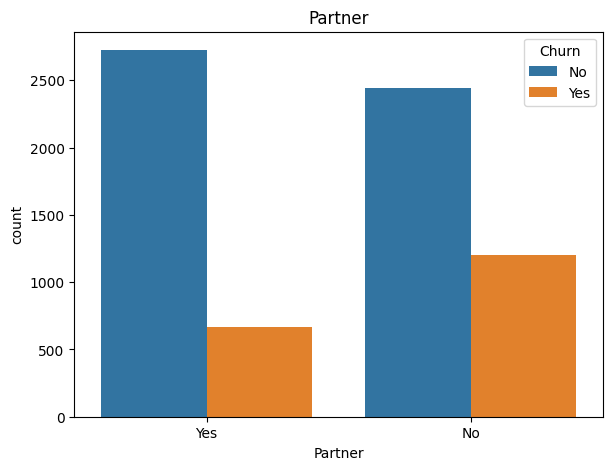 Partner
Churn
No
Yes
2500
2000
1500
1000
500
0
count
Yes
No
Partner